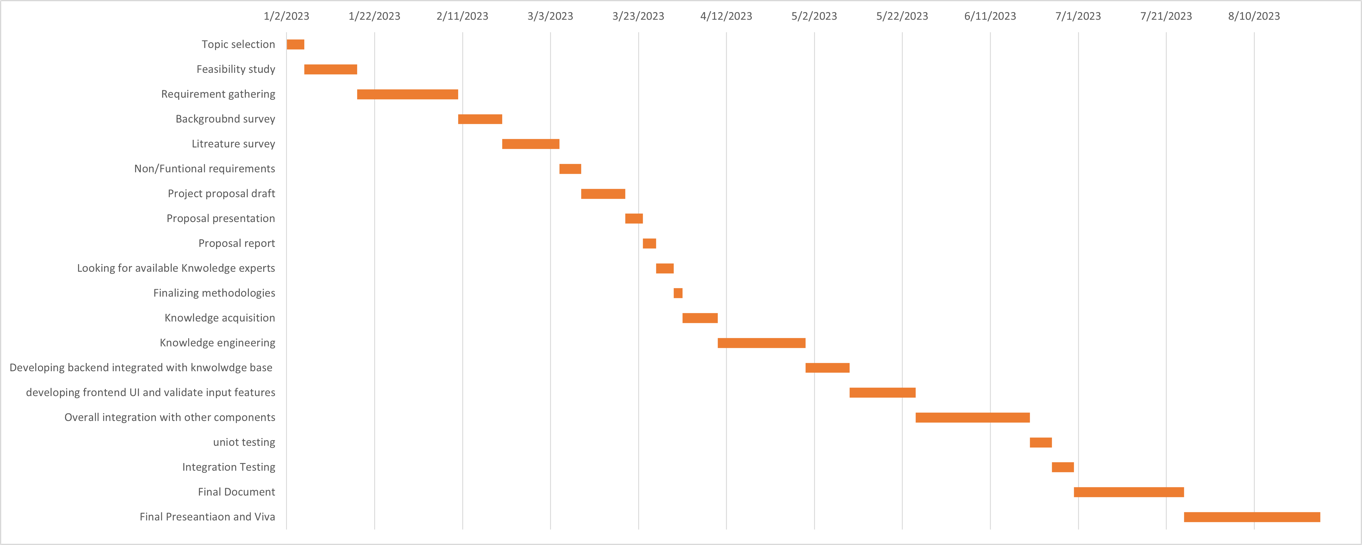 1/2/2023 1/22/2023 2/11/2023 3/3/2023 3/23/2023 4/12/2023 5/2/2023 5/22/2023 6/11/2023 7/1/2023 7/21/2023 8/10/2023
Topic selection
Feasibility study
Requirement gathering
Backgroubnd survey
Litreature survey
Non/Funtional requirements
Project proposal draft
Proposal presentation
Proposal report
Looking for available Knwoledge experts
Finalizing methodologies
Knowledge acquisition
Knowledge engineering
Developing backend integrated with knwolwdge base
developing frontend UI and validate input features
Overall integration with other components
uniot testing
Integration Testing
Final Document
Final Preseantiaon and Viva